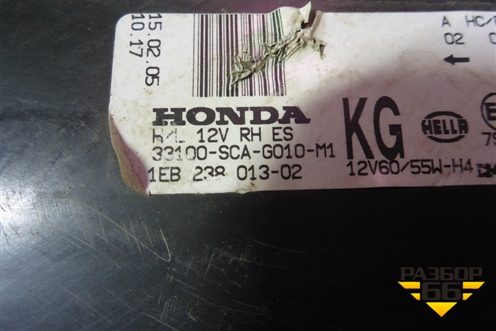 15.02.05
10.17
A HC/
02 0
HONDA
H/L 12V RH ES
33100-SCA-G010-M1
1EB 238 013-02
KG
HELLA
12V60/55W-H4
E
РАЗБОР
66